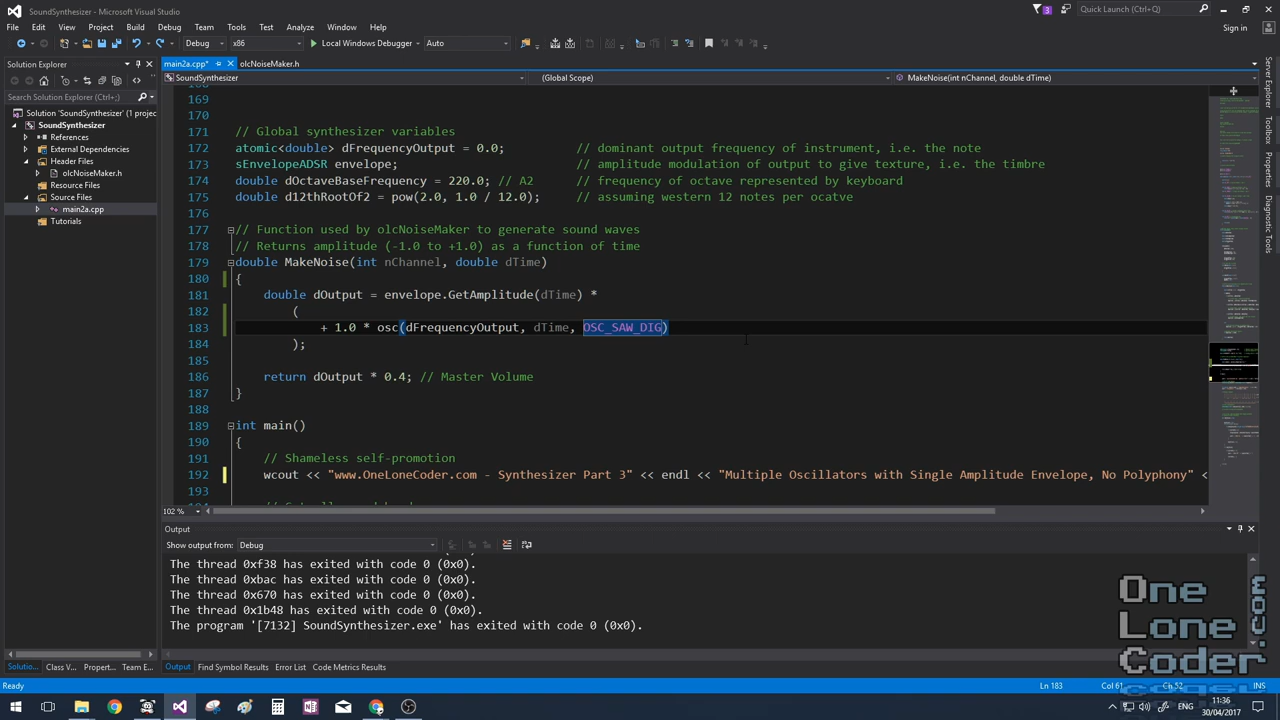 SoundSynthesizer - Microsoft Visual Studio
3
Quick Launch (Ctrl+Q)
File Edit View Project Build Debug Team Tools Test Analyze Window Help
Sign in
Debug x86 Local Windows Debugger Auto
Solution Explorer
main2a.cpp* olcNoiseMaker.h
SoundSynthesizer (Global Scope) MakeNoise(int nChannel, double dTime)
Search Solution Explorer (Ctrl+;)
Solution 'SoundSynthesizer' (1 projec
SoundSynthesizer
References
External Dependencies
Header Files
olcNoiseMaker.h
Resource Files
Source Files
main2a.cpp
Tutorials
168
169
170
171 // Global synthesizer variables
172 atomic<double> dFrequencyOutput = 0.0; // dominant output frequency of instrument, i.e. the note
173 sEnvelopeADSR envelope; // amplitude modulation of output to give texture, i.e. the timbre
174 double dOctaveBaseFrequency = 220.0; // frequency of octave represented by keyboard
175 double d12thRootOf2 = pow(2.0, 1.0 / 12.0); // assuming western 12 notes per ocatve
176
177 // Function used by olcNoiseMaker to generate sound waves
178 // Returns amplitude (-1.0 to +1.0) as a function of time
179 double MakeNoise(int nChannel, double dTime)
180 {
181 double dOutput = envelope.GetAmplitude(dTime) *
182 (
183 + 1.0 * osc(dFrequencyOutput, dTime, OSC_SAW_DIG)
184 );
185
186 return dOutput * 0.4; // Master Volume
187 }
188
189 int main()
190 {
191 // Shameless self-promotion
192 wcout << "www.OneLoneCoder.com - Synthesizer Part 3" << endl << "Multiple Oscillators with Single Amplitude Envelope, No Polyphony" <
193
102 %
Output
Show output from: Debug
The thread 0xf38 has exited with code 0 (0x0).
The thread 0xbac has exited with code 0 (0x0).
The thread 0x670 has exited with code 0 (0x0).
The thread 0x1b48 has exited with code 0 (0x0).
The program '[7132] SoundSynthesizer.exe' has exited with code 0 (0x0).
Solutio... Class V... Propert... Team E...
Output Find Symbol Results Error List Code Metrics Results
Ready Ln 183 Col 61 Ch 52 INS
Server Explorer
Toolbox
Properties
Diagnostic Tools
One
Lone
Coder
.com
ENG
11:36
30/04/2017